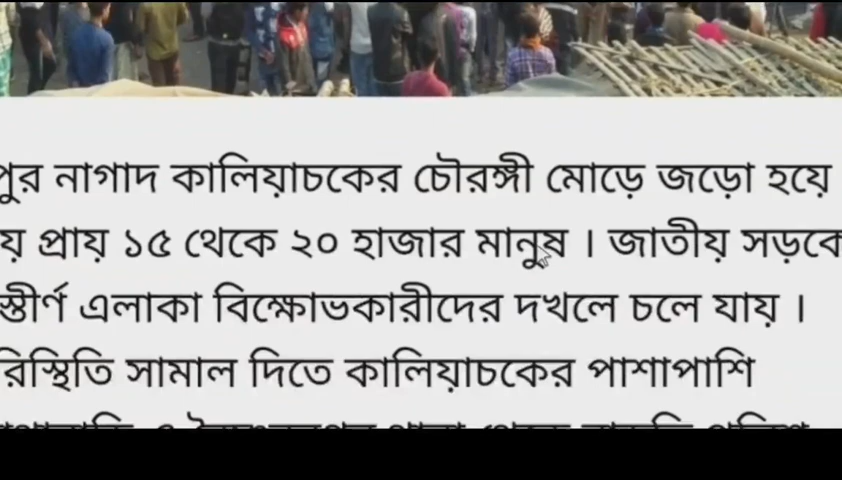 নাগাদ কালিয়াচকের চৌরঙ্গী মোড়ে জড়ো হয়ে
প্রায় ১৫ থেকে ২০ হাজার মানুষ । জাতীয় সড়কে
এলাকা বিক্ষোভকারীদের দখলে চলে যায় ।
সামাল দিতে কালিয়াচকের পাশাপাশি